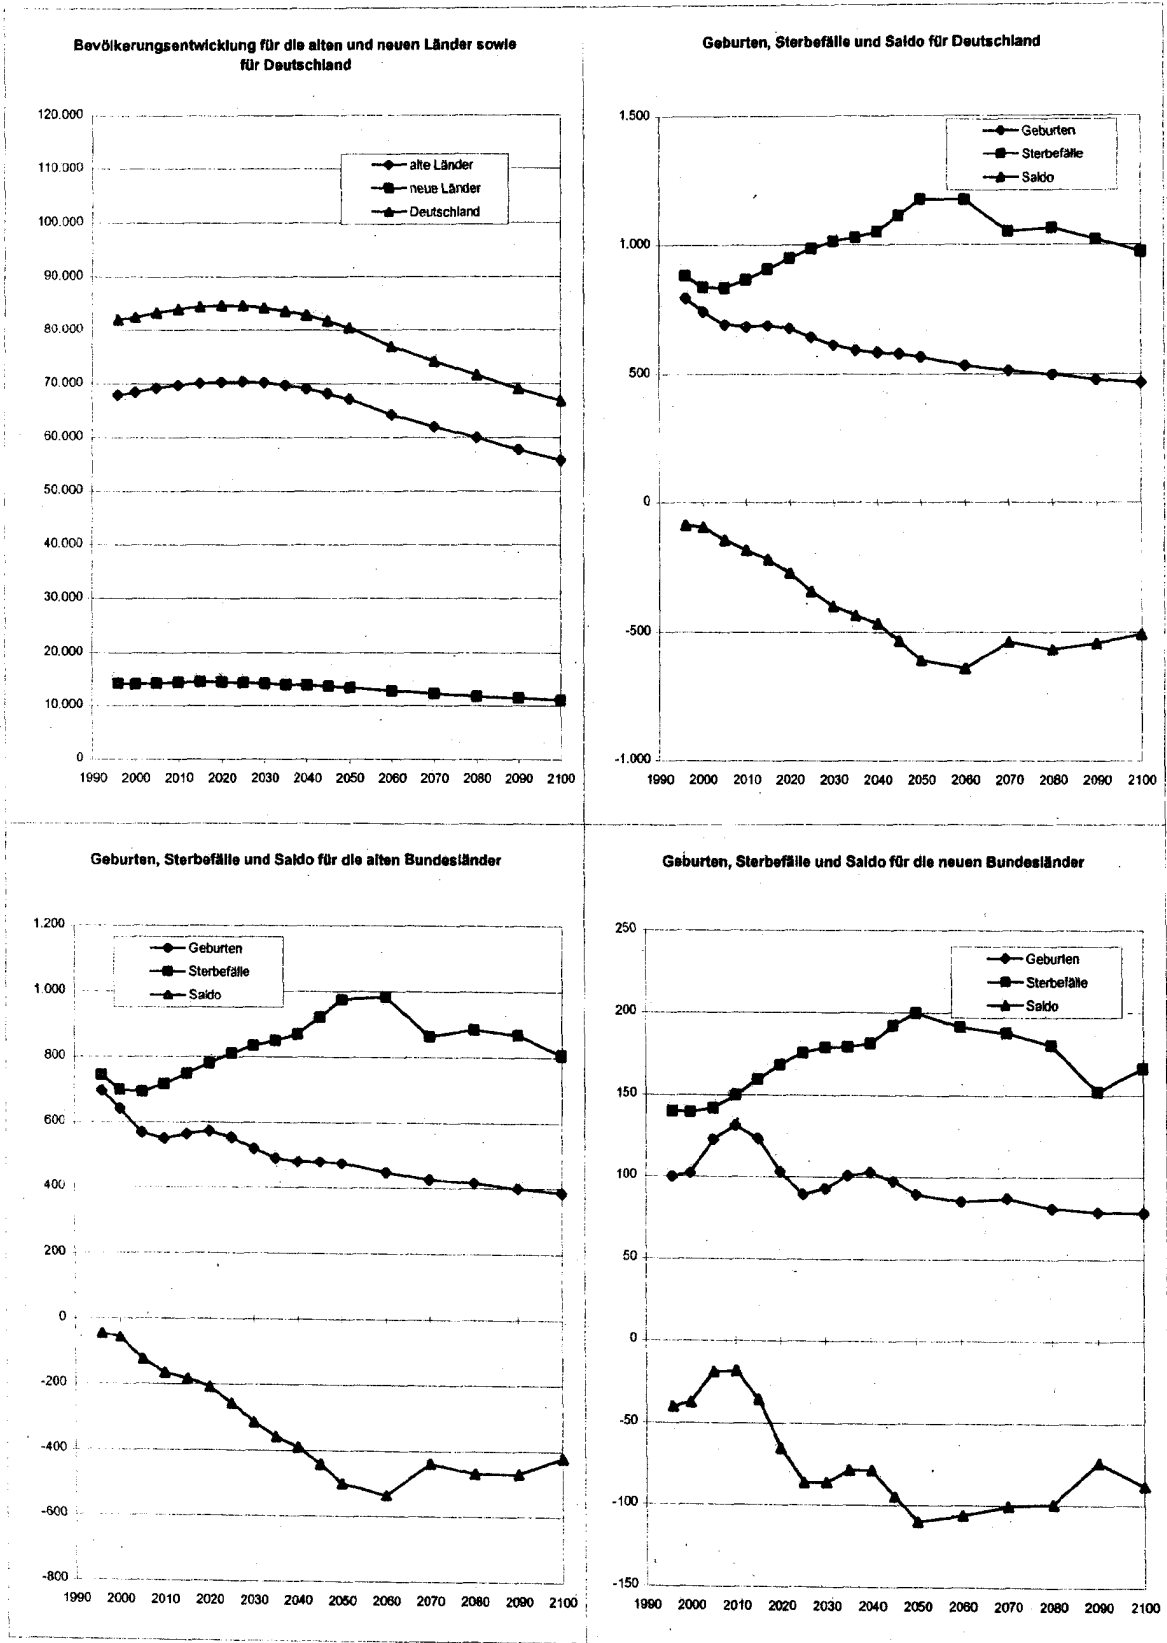 Bevölkerungsentwicklung für die alten und neuen Länder sowie
für Deutschland
120.000
110.000
100.000
90.000
80.000
70.000
60.000
50.000
40.000
30.000
20.000
10.000
0
alte Länder
neue Länder
Deutschland
1990 2000 2010 2020 2030 2040 2050 2060 2070 2080 2090 2100
Geburten, Sterbefälle und Saldo für Deutschland
1.500
1.000
500
0
-500
-1.000
Geburten
Sterbefälle
Saldo
1990 2000 2010 2020 2030 2040 2050 2060 2070 2080 2090 2100
Geburten, Sterbefälle und Saldo für die alten Bundesländer
1.200
1.000
800
600
400
200
0
-200
-400
-600
-800
Geburten
Sterbefälle
Saldo
1990 2000 2010 2020 2030 2040 2050 2060 2070 2080 2090 2100
Geburten, Sterbefälle und Saldo für die neuen Bundesländer
250
200
150
100
50
0
-50
-100
-150
Geburten
Sterbefälle
Saldo
1990 2000 2010 2020 2030 2040 2050 2060 2070 2080 2090 2100